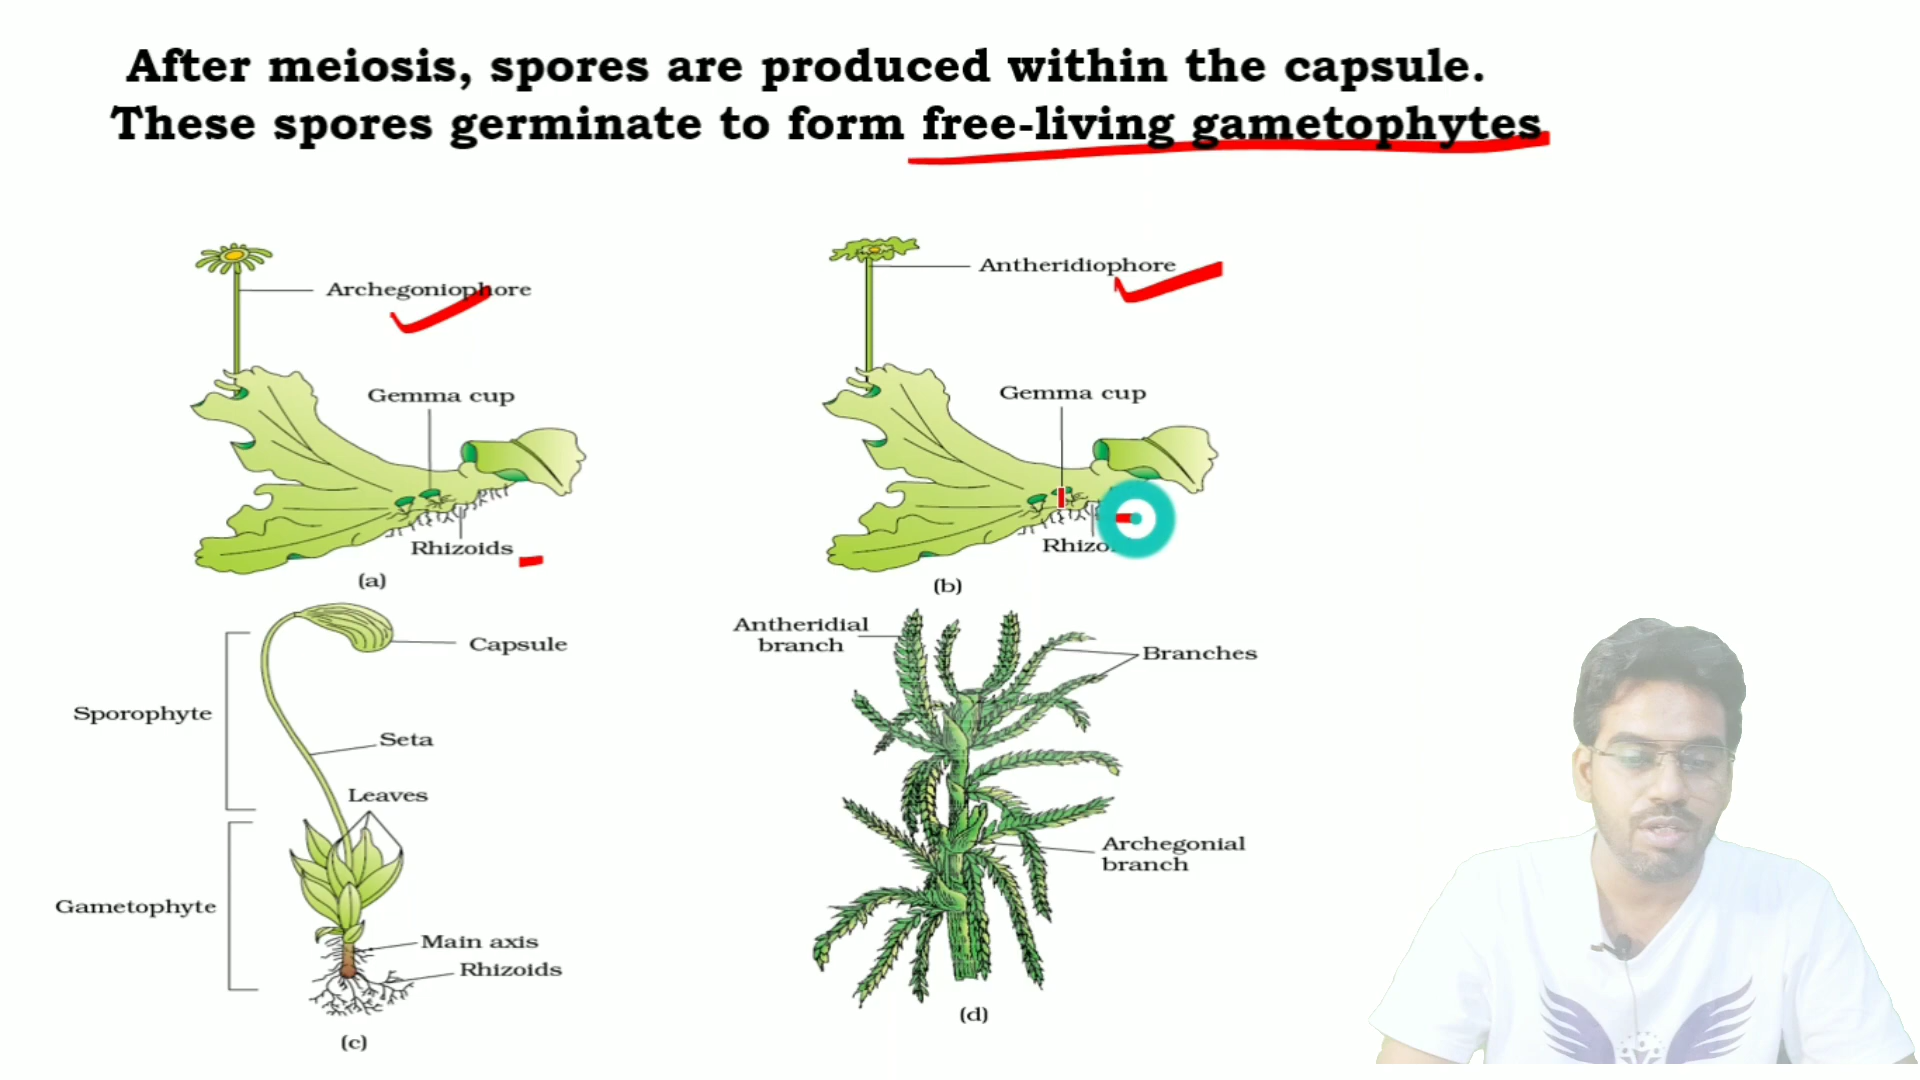 After meiosis, spores are produced within the capsule.
These spores germinate to form free-living gametophytes
Archegoniophore
Gemma cup
Rhizoids
(a)
Antheridiophore
Gemma cup
(b)
Capsule
Sporophyte
Seta
Leaves
Gametophyte
Main axis
Rhizoids
(c)
Antheridial
branch
Branches
Archegonial
branch
(d)